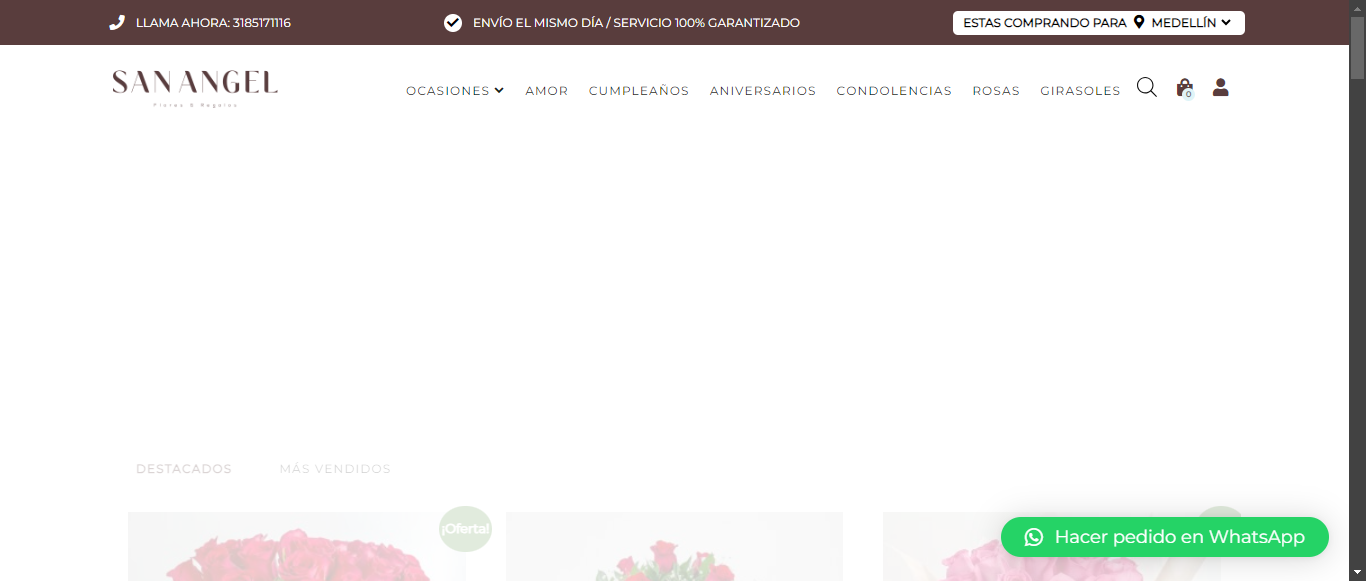 LLAMA AHORA: 3185171116
ENVÍO EL MISMO DÍA / SERVICIO 100% GARANTIZADO
ESTAS COMPRANDO PARA MEDELLÍN
SAN ANGEL
Flores & Regalos
OCASIONES AMOR CUMPLEAÑOS ANIVERSARIOS CONDOLENCIAS ROSAS GIRASOLES
0
DESTACADOS MÁS VENDIDOS
¡Oferta!
Hacer pedido en WhatsApp